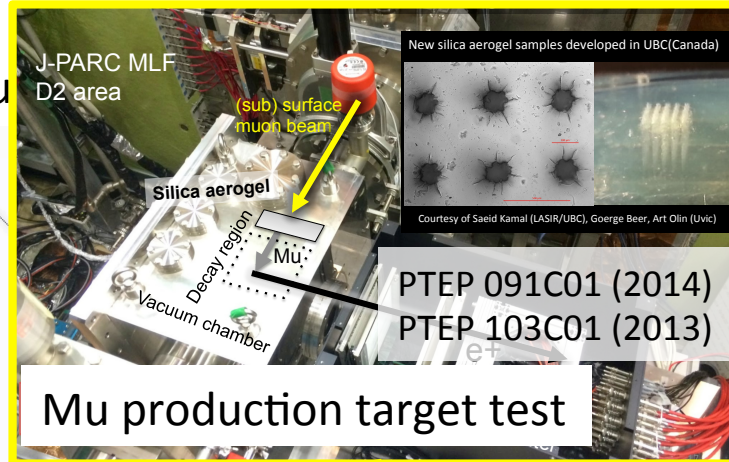 J-PARC MLF
D2 area
New silica aerogel samples developed in UBC(Canada)
(sub) surface
muon beam
Silica aerogel
Decay region
Mu
Vacuum chamber
Courtesy of Saeid Kamal (LASIR/UBC), Goerge Beer, Art Olin (Uvic)
PTEP 091C01 (2014)
PTEP 103C01 (2013)
e+
Mu production target test